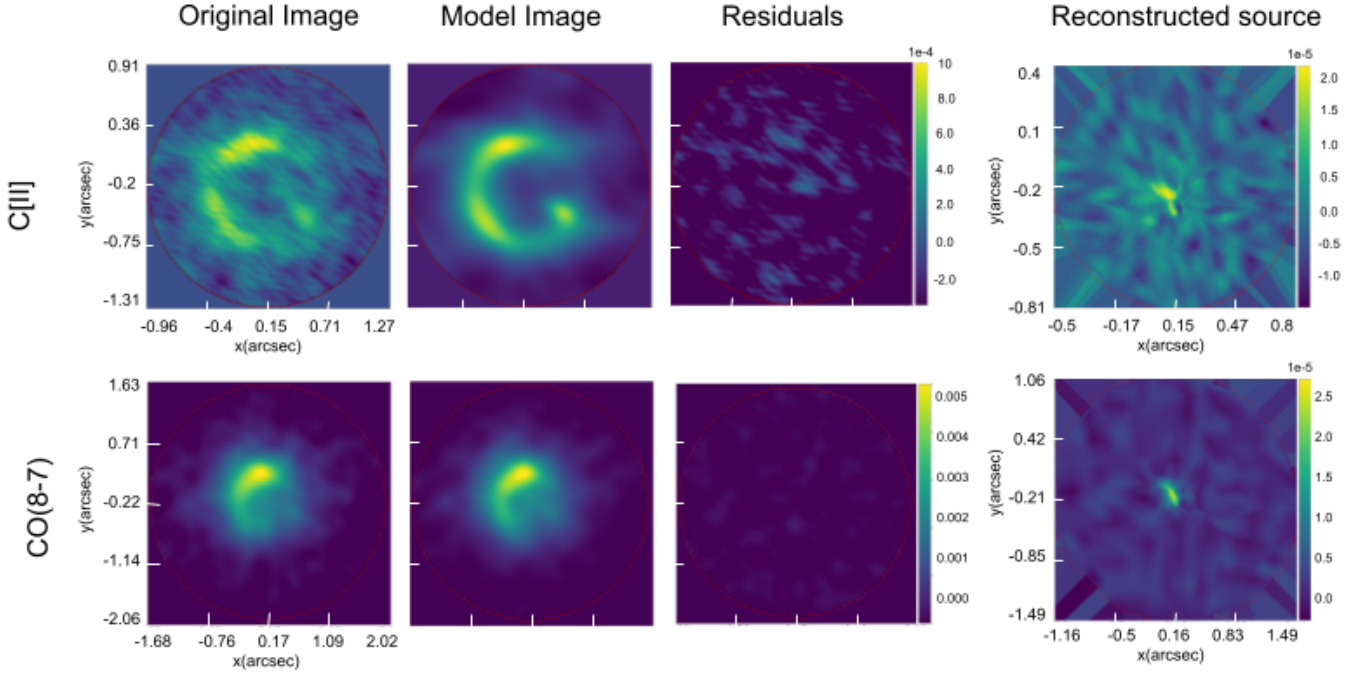 Original Image
Model Image
Residuals
Reconstructed source
C[II]
y(arcsec)
0.91
0.36
-0.2
-0.75
-1.31
-0.96 -0.4 0.15 0.71 1.27
x(arcsec)
1e-4
10
8.0
6.0
4.0
2.0
0.0
-2.0
y(arcsec)
0.4
0.1
-0.2
-0.5
-0.81
-0.5 -0.17 0.15 0.47 0.8
x(arcsec)
1e-5
2.0
1.5
1.0
0.5
0.0
-0.5
-1.0
CO(8-7)
y(arcsec)
1.63
0.71
-0.22
-1.14
-2.06
-1.68 -0.76 0.17 1.09 2.02
x(arcsec)
0.005
0.004
0.003
0.002
0.001
0.000
y(arcsec)
1.06
0.42
-0.21
-0.85
-1.49
-1.16 -0.5 0.16 0.83 1.49
x(arcsec)
1e-5
2.5
2.0
1.5
1.0
0.5
0.0